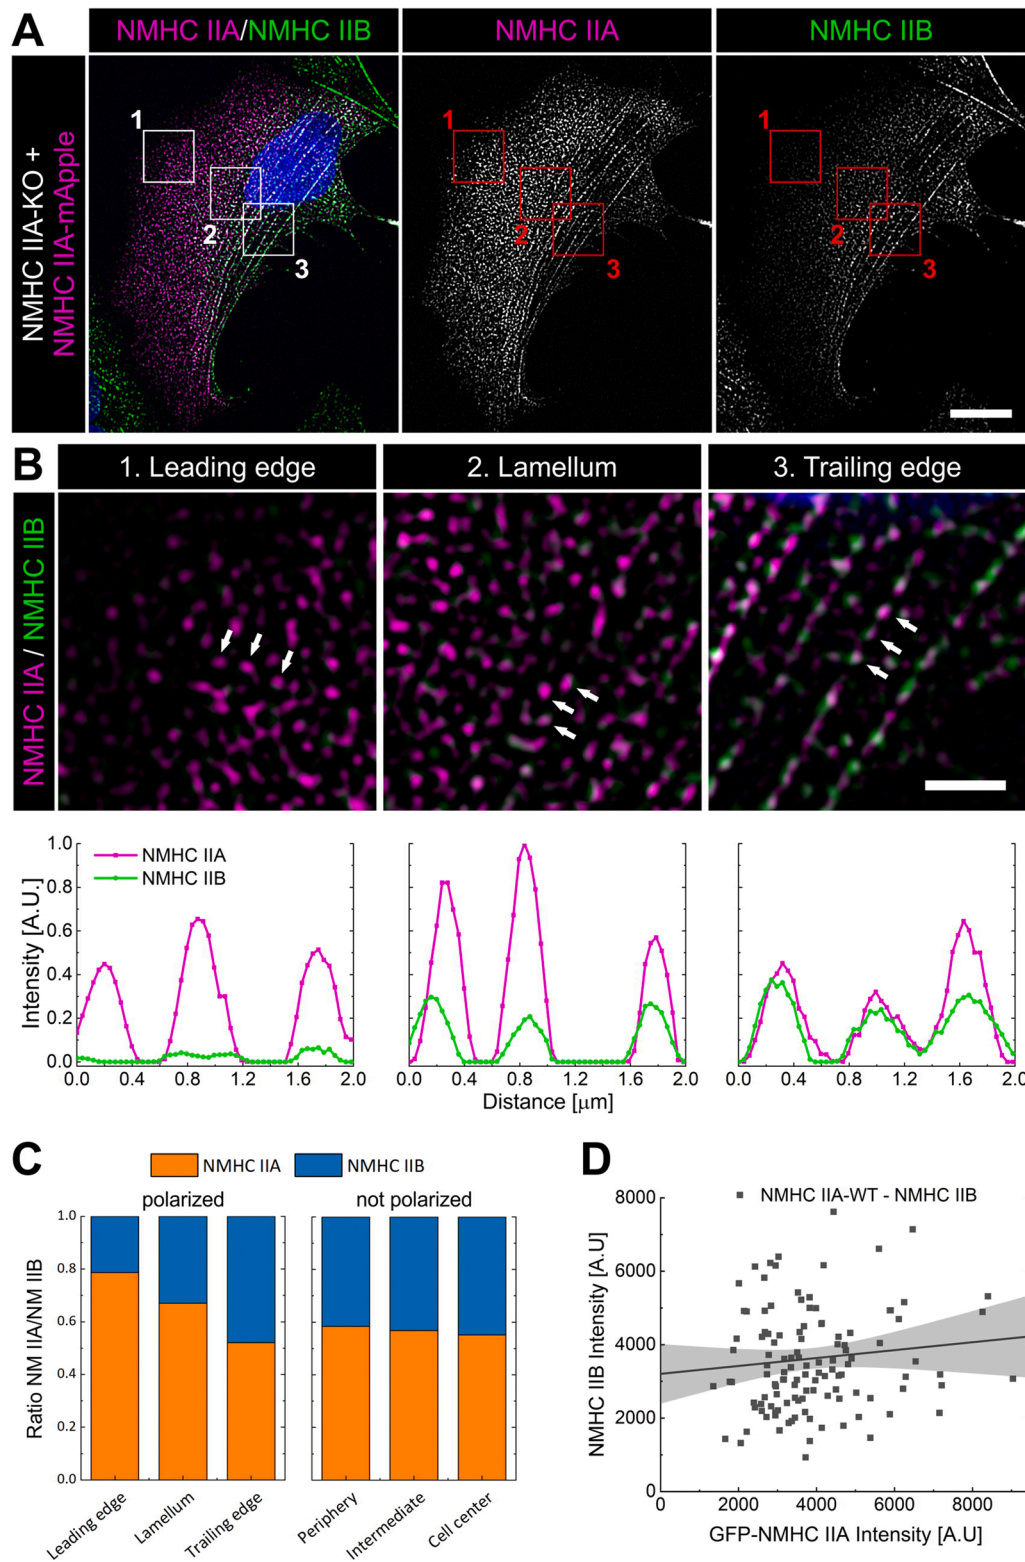 A
NMHC IIA/NMHC IIB
NMHC IIA
NMHC IIB
NMHC IIA-KO +
NMHC IIA-mApple
1
2
3
1
2
3
1
2
3
B
1. Leading edge
2. Lamellum
3. Trailing edge
NMHC IIA / NMHC IIB
Intensity [A.U.]
1.0
0.8
0.6
0.4
0.2
0.0
NMHC IIA
NMHC IIB
0.0 0.4 0.8 1.2 1.6 2.0
0.0 0.4 0.8 1.2 1.6 2.0
0.0 0.4 0.8 1.2 1.6 2.0
Distance [μm]
C
NMHC IIA
NMHC IIB
polarized
not polarized
Ratio NM IIA/NM IIB
1.0
0.8
0.6
0.4
0.2
0.0
Leading edge
Lamellum
Trailing edge
Periphery
Intermediate
Cell center
D
NMHC IIA-WT - NMHC IIB
NMHC IIB Intensity [A.U]
8000
6000
4000
2000
0
0 2000 4000 6000 8000
GFP-NMHC IIA Intensity [A.U]